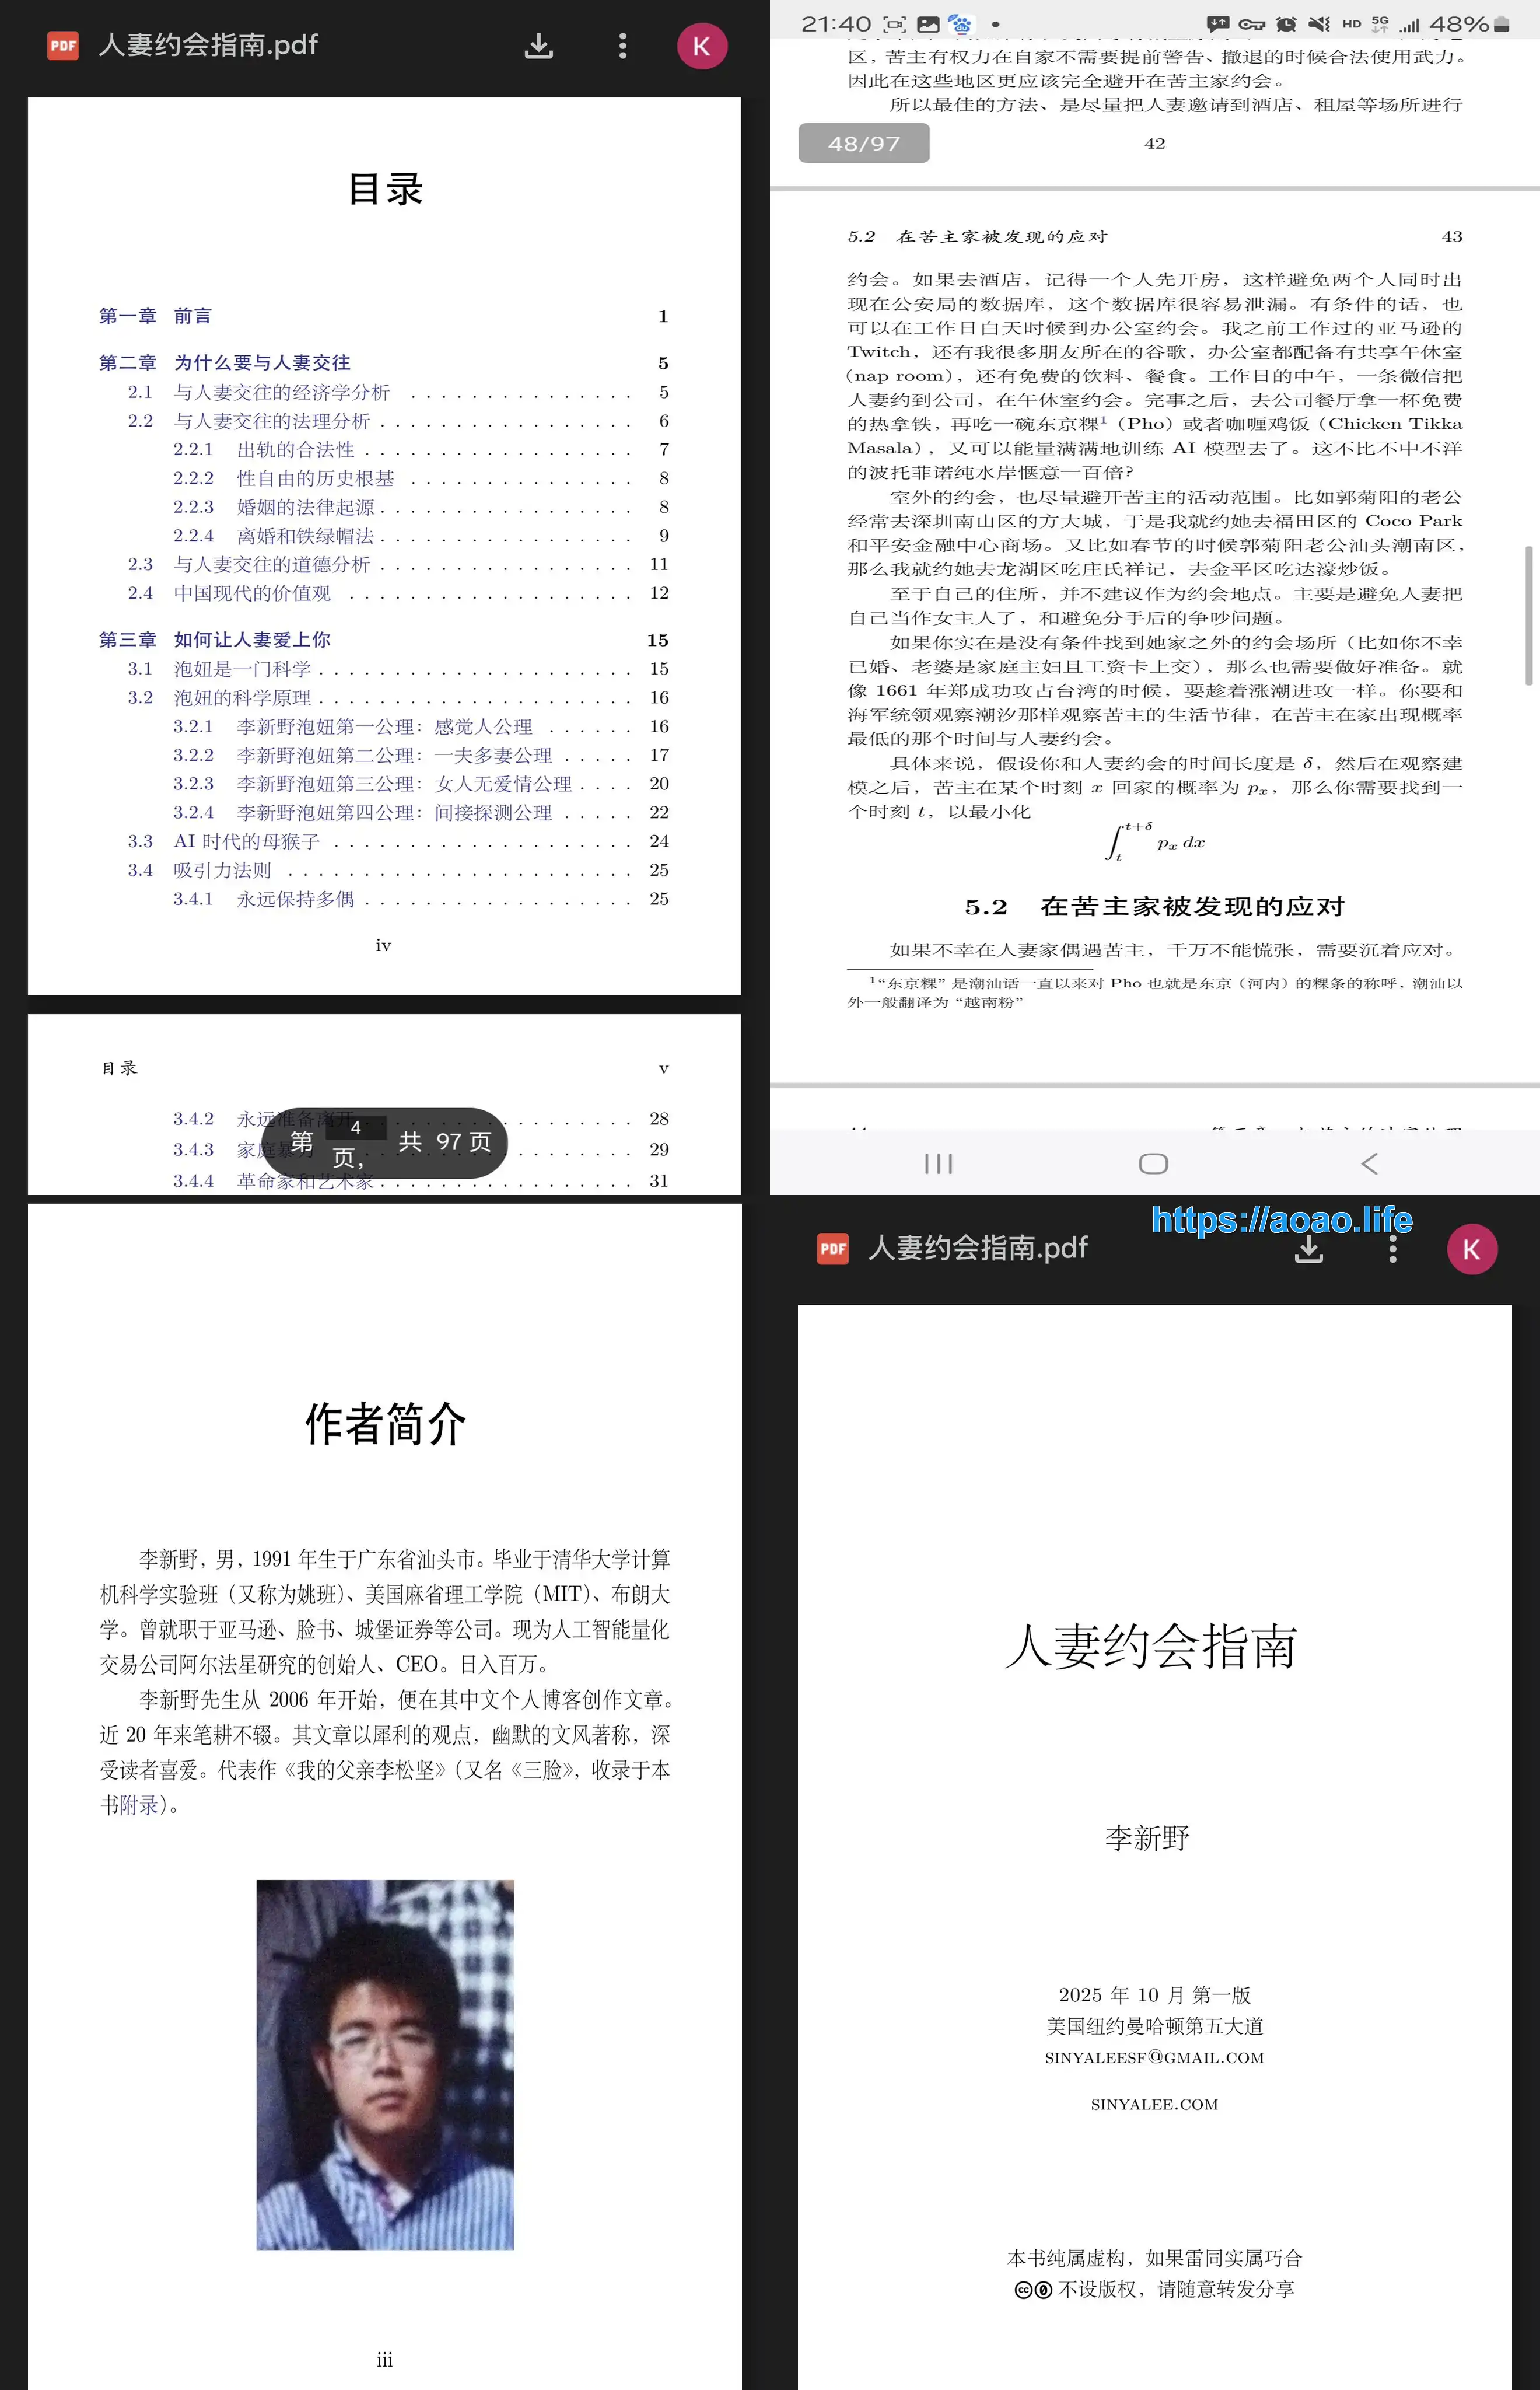 PDF 人妻约会指南.pdf K
目录
第一章 前言 1
第二章 为什么要与人妻交往 5
2.1 与人妻交往的经济学分析 . . . . . . . . . . . . . . . 5
2.2 与人妻交往的法理分析 . . . . . . . . . . . . . . . . . 6
2.2.1 出轨的合法性 . . . . . . . . . . . . . . . . . . 7
2.2.2 性自由的历史根基 . . . . . . . . . . . . . . . 8
2.2.3 婚姻的法律起源 . . . . . . . . . . . . . . . . . 8
2.2.4 离婚和铁绿帽法 . . . . . . . . . . . . . . . . . 9
2.3 与人妻交往的道德分析 . . . . . . . . . . . . . . . . . 11
2.4 中国现代的价值观 . . . . . . . . . . . . . . . . . . . 12
第三章 如何让人妻爱上你 15
3.1 泡妞是一门科学 . . . . . . . . . . . . . . . . . . . . . 15
3.2 泡妞的科学原理 . . . . . . . . . . . . . . . . . . . . . 16
3.2.1 李新野泡妞第一公理：感觉人公理 . . . . . . 16
3.2.2 李新野泡妞第二公理：一夫多妻公理 . . . . . 17
3.2.3 李新野泡妞第三公理：女人无爱情公理 . . . . 20
3.2.4 李新野泡妞第四公理：间接探测公理 . . . . . 22
3.3 AI 时代的母猴子 . . . . . . . . . . . . . . . . . . . . 24
3.4 吸引力法则 . . . . . . . . . . . . . . . . . . . . . . . 25
3.4.1 永远保持多偶 . . . . . . . . . . . . . . . . . . 25
iv
目录 v
3.4.2 永远准备离开 . . . . . . . . . . . . . . . . . . 28
3.4.3 家庭暴力 . . . . . . . . . . . . . . . . . . . . 29
3.4.4 革命家和艺术家 . . . . . . . . . . . . . . . . . 31
第 4 页， 共 97 页
21:40 HD 5G 48%
区，苦主有权力在自家不需要提前警告、撤退的时候合法使用武力。
因此在这些地区更应该完全避开在苦主家约会。
所以最佳的方法、是尽量把人妻邀请到酒店、租屋等场所进行
48/97
42
5.2 在苦主家被发现的应对 43
约会。如果去酒店，记得一个人先开房，这样避免两个人同时出
现在公安局的数据库，这个数据库很容易泄漏。有条件的话，也
可以在工作日白天时候到办公室约会。我之前工作过的亚马逊的
Twitch，还有我很多朋友所在的谷歌，办公室都配备有共享午休室
（nap room），还有免费的饮料、餐食。工作日的中午，一条微信把
人妻约到公司，在午休室约会。完事之后，去公司餐厅拿一杯免费
的热拿铁，再吃一碗东京粿¹（Pho）或者咖喱鸡饭（Chicken Tikka
Masala），又可以能量满满地训练 AI 模型去了。这不比不中不洋
的波托菲诺纯水岸惬意一百倍?
室外的约会，也尽量避开苦主的活动范围。比如郭菊阳的老公
经常去深圳南山区的方大城，于是我就约她去福田区的 Coco Park
和平安金融中心商场。又比如春节的时候郭菊阳老公汕头潮南区，
那么我就约她去龙湖区吃庄氏祥记，去金平区吃达濠炒饭。
至于自己的住所，并不建议作为约会地点。主要是避免人妻把
自己当作女主人了，和避免分手后的争吵问题。
如果你实在是没有条件找到她家之外的约会场所（比如你不幸
已婚、老婆是家庭主妇且工资卡上交），那么也需要做好准备。就
像 1661 年郑成功攻占台湾的时候，要趁着涨潮进攻一样。你要和
海军统领观察潮汐那样观察苦主的生活节律，在苦主在家出现概率
最低的那个时间与人妻约会。
具体来说，假设你和人妻约会的时间长度是 δ，然后在观察建
模之后，苦主在某个时刻 x 回家的概率为 pₓ，那么你需要找到一
个时刻 t，以最小化
∫ₜᵗ⁺ᵟ pₓ dx
5.2 在苦主家被发现的应对
如果不幸在人妻家偶遇苦主，千万不能慌张，需要沉着应对。
¹“东京粿” 是潮汕话一直以来对 Pho 也就是东京（河内）的粿条的称呼，潮汕以
外一般翻译为 “越南粉”
作者简介
李新野，男，1991 年生于广东省汕头市。毕业于清华大学计算
机科学实验班（又称为姚班）、美国麻省理工学院（MIT）、布朗大
学。曾就职于亚马逊、脸书、城堡证券等公司。现为人工智能量化
交易公司阿尔法星研究的创始人、CEO。日入百万。
李新野先生从 2006 年开始，便在其中文个人博客创作文章。
近 20 年来笔耕不辍。其文章以犀利的观点，幽默的文风著称，深
受读者喜爱。代表作《我的父亲李松坚》（又名《三脸》，收录于本
书附录）。
iii
https://aoao.life
PDF 人妻约会指南.pdf K
人妻约会指南
李新野
2025 年 10 月 第一版
美国纽约曼哈顿第五大道
SINYALEESF@GMAIL.COM
SINYALEE.COM
本书纯属虚构，如果雷同实属巧合
不设版权，请随意转发分享